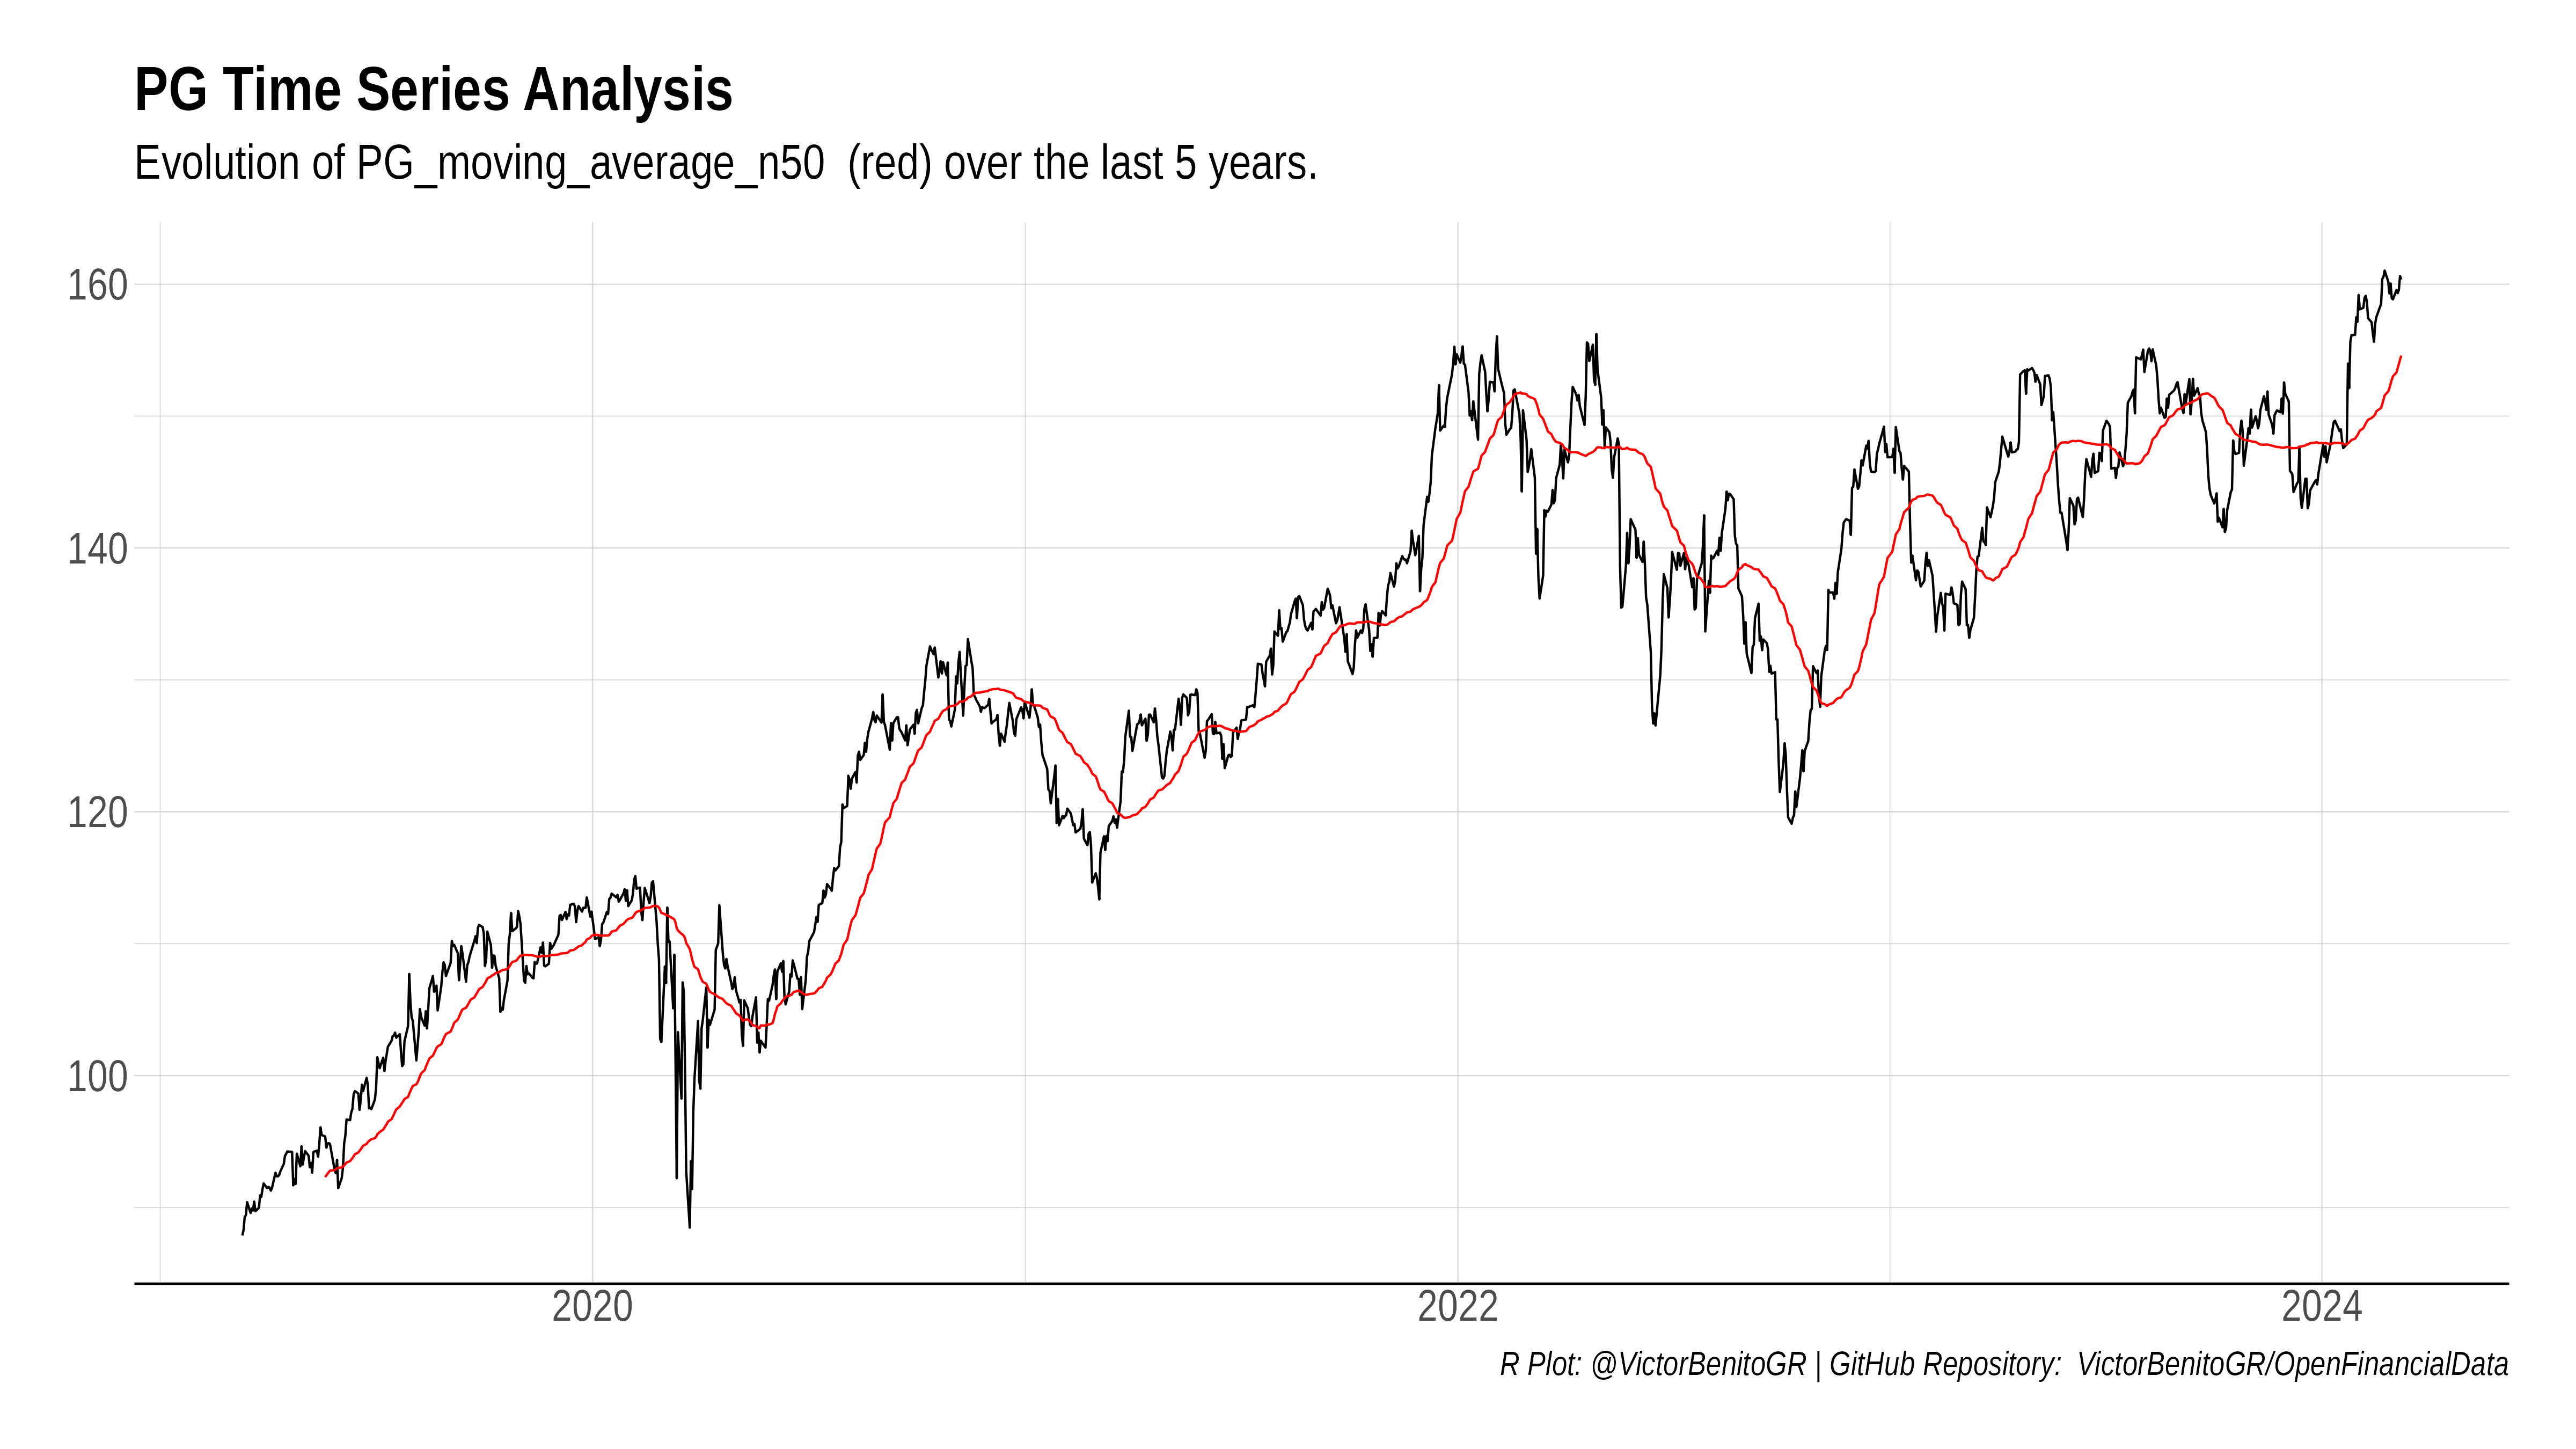 PG Time Series Analysis
Evolution of PG_moving_average_n50  (red) over the last 5 years.
160
140
120
100
2020 2022 2024
R Plot: @VictorBenitoGR | GitHub Repository:  VictorBenitoGR/OpenFinancialData